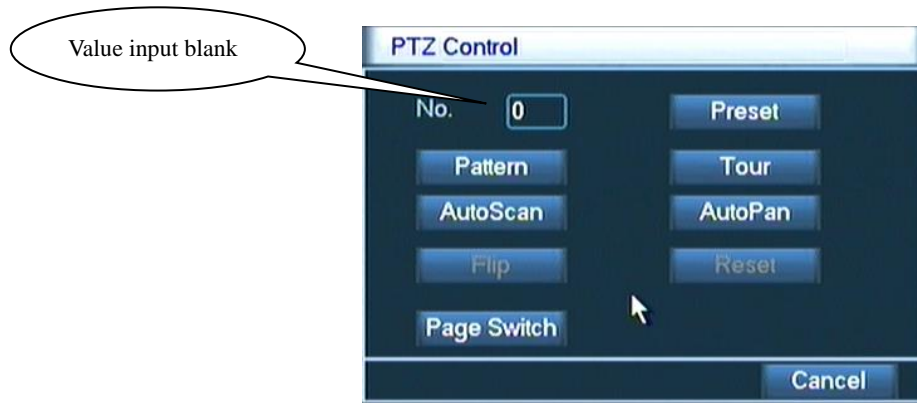 Value input blank
PTZ Control
No. 0 Preset
Pattern Tour
AutoScan AutoPan
Flip Reset
Page Switch
Cancel